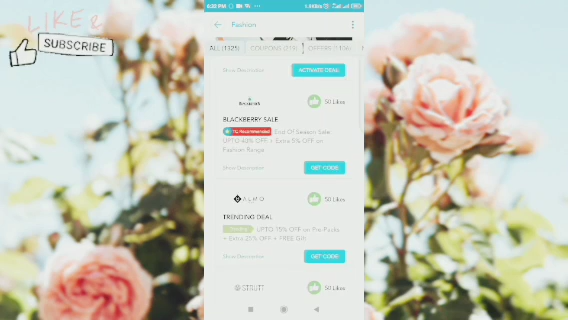 LIKE &
SUBSCRIBE
Fashion
ALL (1325)
COUPONS
OFFERS
Show Description
ACTIVATE DEAL
50 Likes
BLACKBERRY SALE
Recommended
End Of Season Sale
UPTO 40% OFF + Extra 5% OFF on
Fashion Range
Show Description
GET CODE
50 Likes
TRENDING DEAL
UPTO 15% OFF on Pre Packs
+ Extra 25% OFF + FREE Gift
Show Description
GET CODE
STRUTT
50 Likes